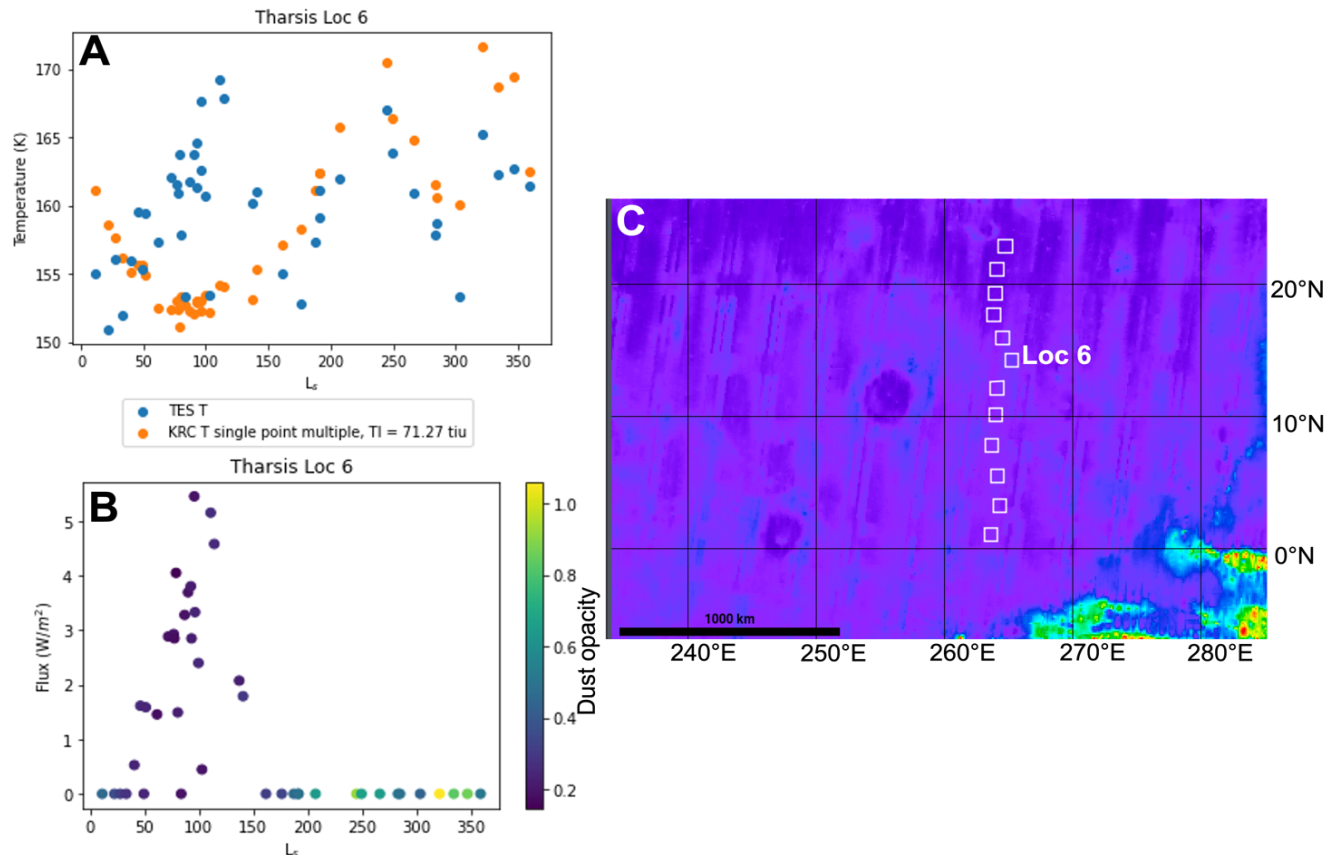 Tharsis Loc 6
A
170
165
160
155
150
Temperature (K)
0 50 100 150 200 250 300 350
Ls
TES T
KRC T single point multiple, TI = 71.27 tiu
Tharsis Loc 6
B
5
4
3
2
1
0
Flux (W/m²)
0 50 100 150 200 250 300 350
Ls
1.0
0.8
0.6
0.4
0.2
Dust opacity
C
Loc 6
20°N
10°N
0°N
1000 km
240°E 250°E 260°E 270°E 280°E